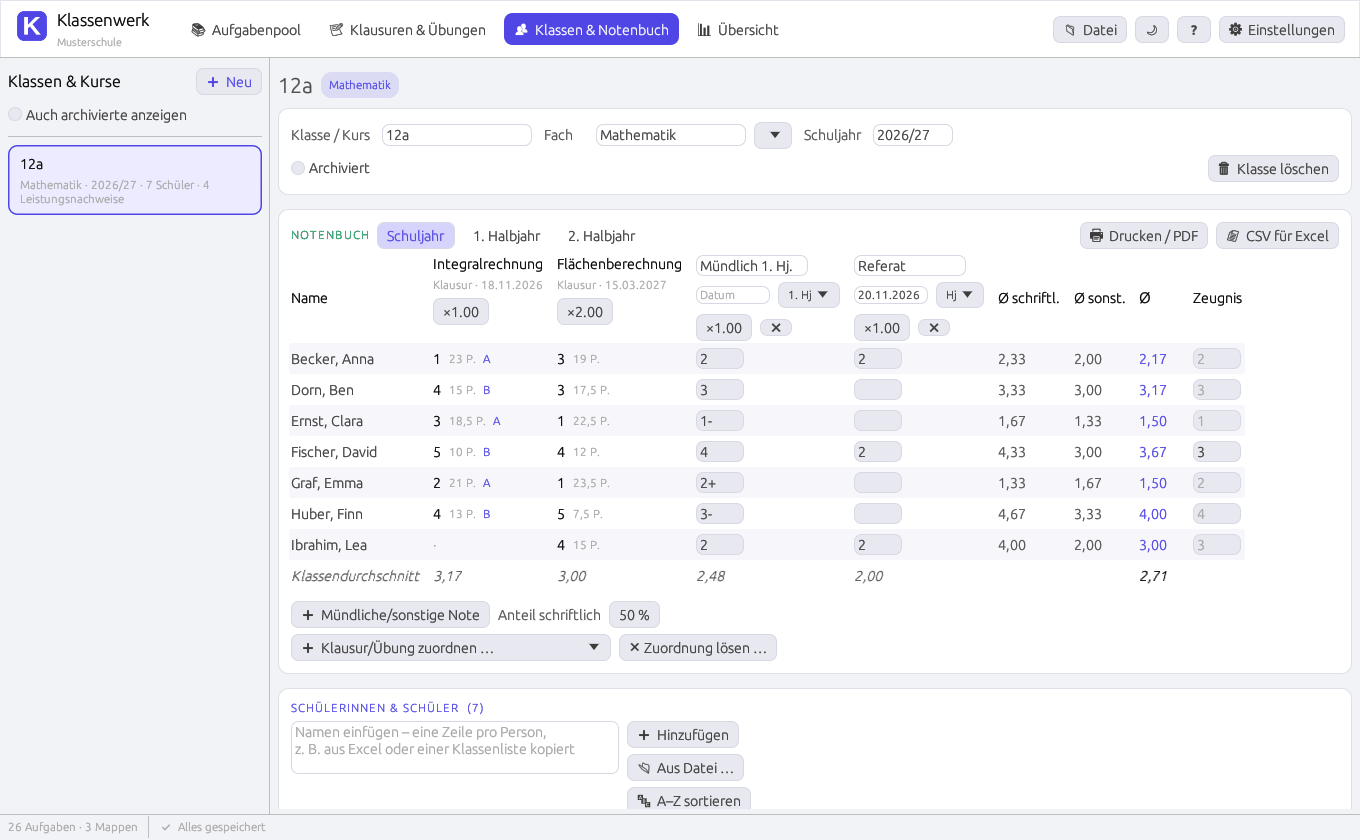 K Klassenwerk
Musterschule
Aufgabenpool
Klausuren & Übungen
Klassen & Notenbuch
Übersicht
Datei
?
Einstellungen
Klassen & Kurse
+ Neu
Auch archivierte anzeigen
12a
Mathematik · 2026/27 · 7 Schüler · 4
Leistungsnachweise
12a Mathematik
Klasse / Kurs 12a Fach Mathematik Schuljahr 2026/27
Archiviert
Klasse löschen
NOTENBUCH Schuljahr 1. Halbjahr 2. Halbjahr
Drucken / PDF
CSV für Excel
Name
Integralrechnung
Klausur · 18.11.2026
×1.00
Flächenberechnung
Klausur · 15.03.2027
×2.00
Mündlich 1. Hj.
Datum 1. Hj
×1.00 ✕
Referat
20.11.2026 Hj
×1.00 ✕
Ø schriftl. Ø sonst. Ø Zeugnis
Becker, Anna 1 23 P. A 3 19 P. 2 2 2,33 2,00 2,17 2
Dorn, Ben 4 15 P. B 3 17,5 P. 3 3,33 3,00 3,17 3
Ernst, Clara 3 18,5 P. A 1 22,5 P. 1- 1,67 1,33 1,50 1
Fischer, David 5 10 P. B 4 12 P. 4 2 4,33 3,00 3,67 3
Graf, Emma 2 21 P. A 1 23,5 P. 2+ 1,33 1,67 1,50 2
Huber, Finn 4 13 P. B 5 7,5 P. 3- 4,67 3,33 4,00 4
Ibrahim, Lea · 4 15 P. 2 2 4,00 2,00 3,00 3
Klassendurchschnitt 3,17 3,00 2,48 2,00 2,71
+ Mündliche/sonstige Note Anteil schriftlich 50 %
+ Klausur/Übung zuordnen … ✕ Zuordnung lösen …
SCHÜLERINNEN & SCHÜLER (7)
Namen einfügen – eine Zeile pro Person,
z. B. aus Excel oder einer Klassenliste kopiert
+ Hinzufügen
Aus Datei …
A–Z sortieren
26 Aufgaben · 3 Mappen ✓ Alles gespeichert